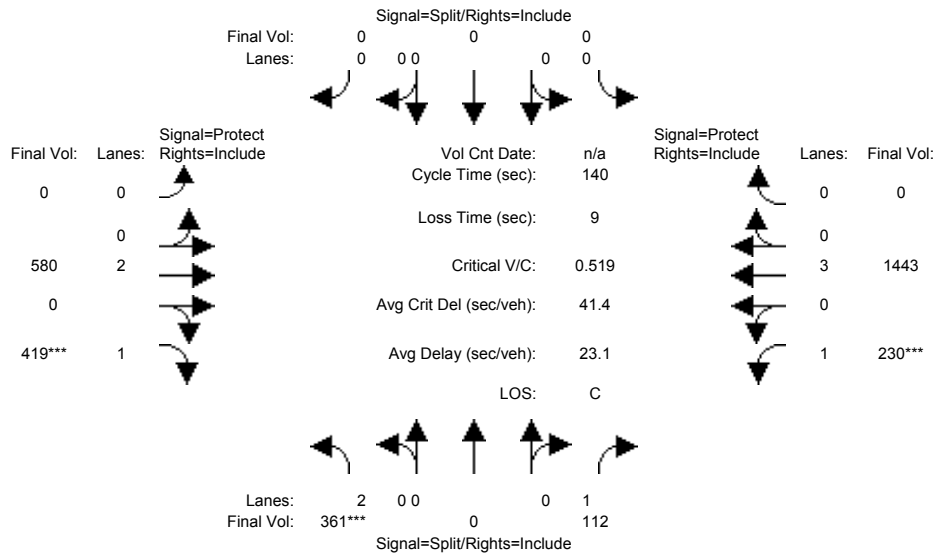 Signal=Split/Rights=Include
Final Vol: 0 0 0
Lanes: 0 0 0 0 0
Signal=Protect Signal=Protect
Final Vol: Lanes: Rights=Include Vol Cnt Date: n/a Rights=Include Lanes: Final Vol:
Cycle Time (sec): 140
0 0 0 0
Loss Time (sec): 9
0 0
580 2 Critical V/C: 0.519 3 1443
0 Avg Crit Del (sec/veh): 41.4 0
419*** 1 Avg Delay (sec/veh): 23.1 1 230***
LOS: C
Lanes: 2 0 0 0 1
Final Vol: 361*** 0 112
Signal=Split/Rights=Include